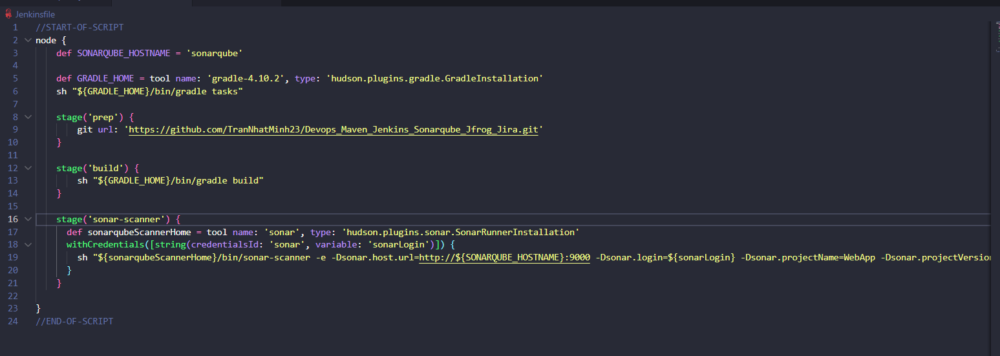 Jenkinsfile
1 //START-OF-SCRIPT
2 node {
3 def SONARQUBE_HOSTNAME = 'sonarqube'
4
5 def GRADLE_HOME = tool name: 'gradle-4.10.2', type: 'hudson.plugins.gradle.GradleInstallation'
6 sh "${GRADLE_HOME}/bin/gradle tasks"
7
8 stage('prep') {
9 git url: 'https://github.com/TranNhatMinh23/Devops_Maven_Jenkins_Sonarqube_Jfrog_Jira.git'
10 }
11
12 stage('build') {
13 sh "${GRADLE_HOME}/bin/gradle build"
14 }
15
16 stage('sonar-scanner') {
17 def sonarqubeScannerHome = tool name: 'sonar', type: 'hudson.plugins.sonar.SonarRunnerInstallation'
18 withCredentials([string(credentialsId: 'sonar', variable: 'sonarLogin')]) {
19 sh "${sonarqubeScannerHome}/bin/sonar-scanner -e -Dsonar.host.url=http://${SONARQUBE_HOSTNAME}:9000 -Dsonar.login=${sonarLogin} -Dsonar.projectName=WebApp -Dsonar.projectVersion
20 }
21 }
22
23 }
24 //END-OF-SCRIPT